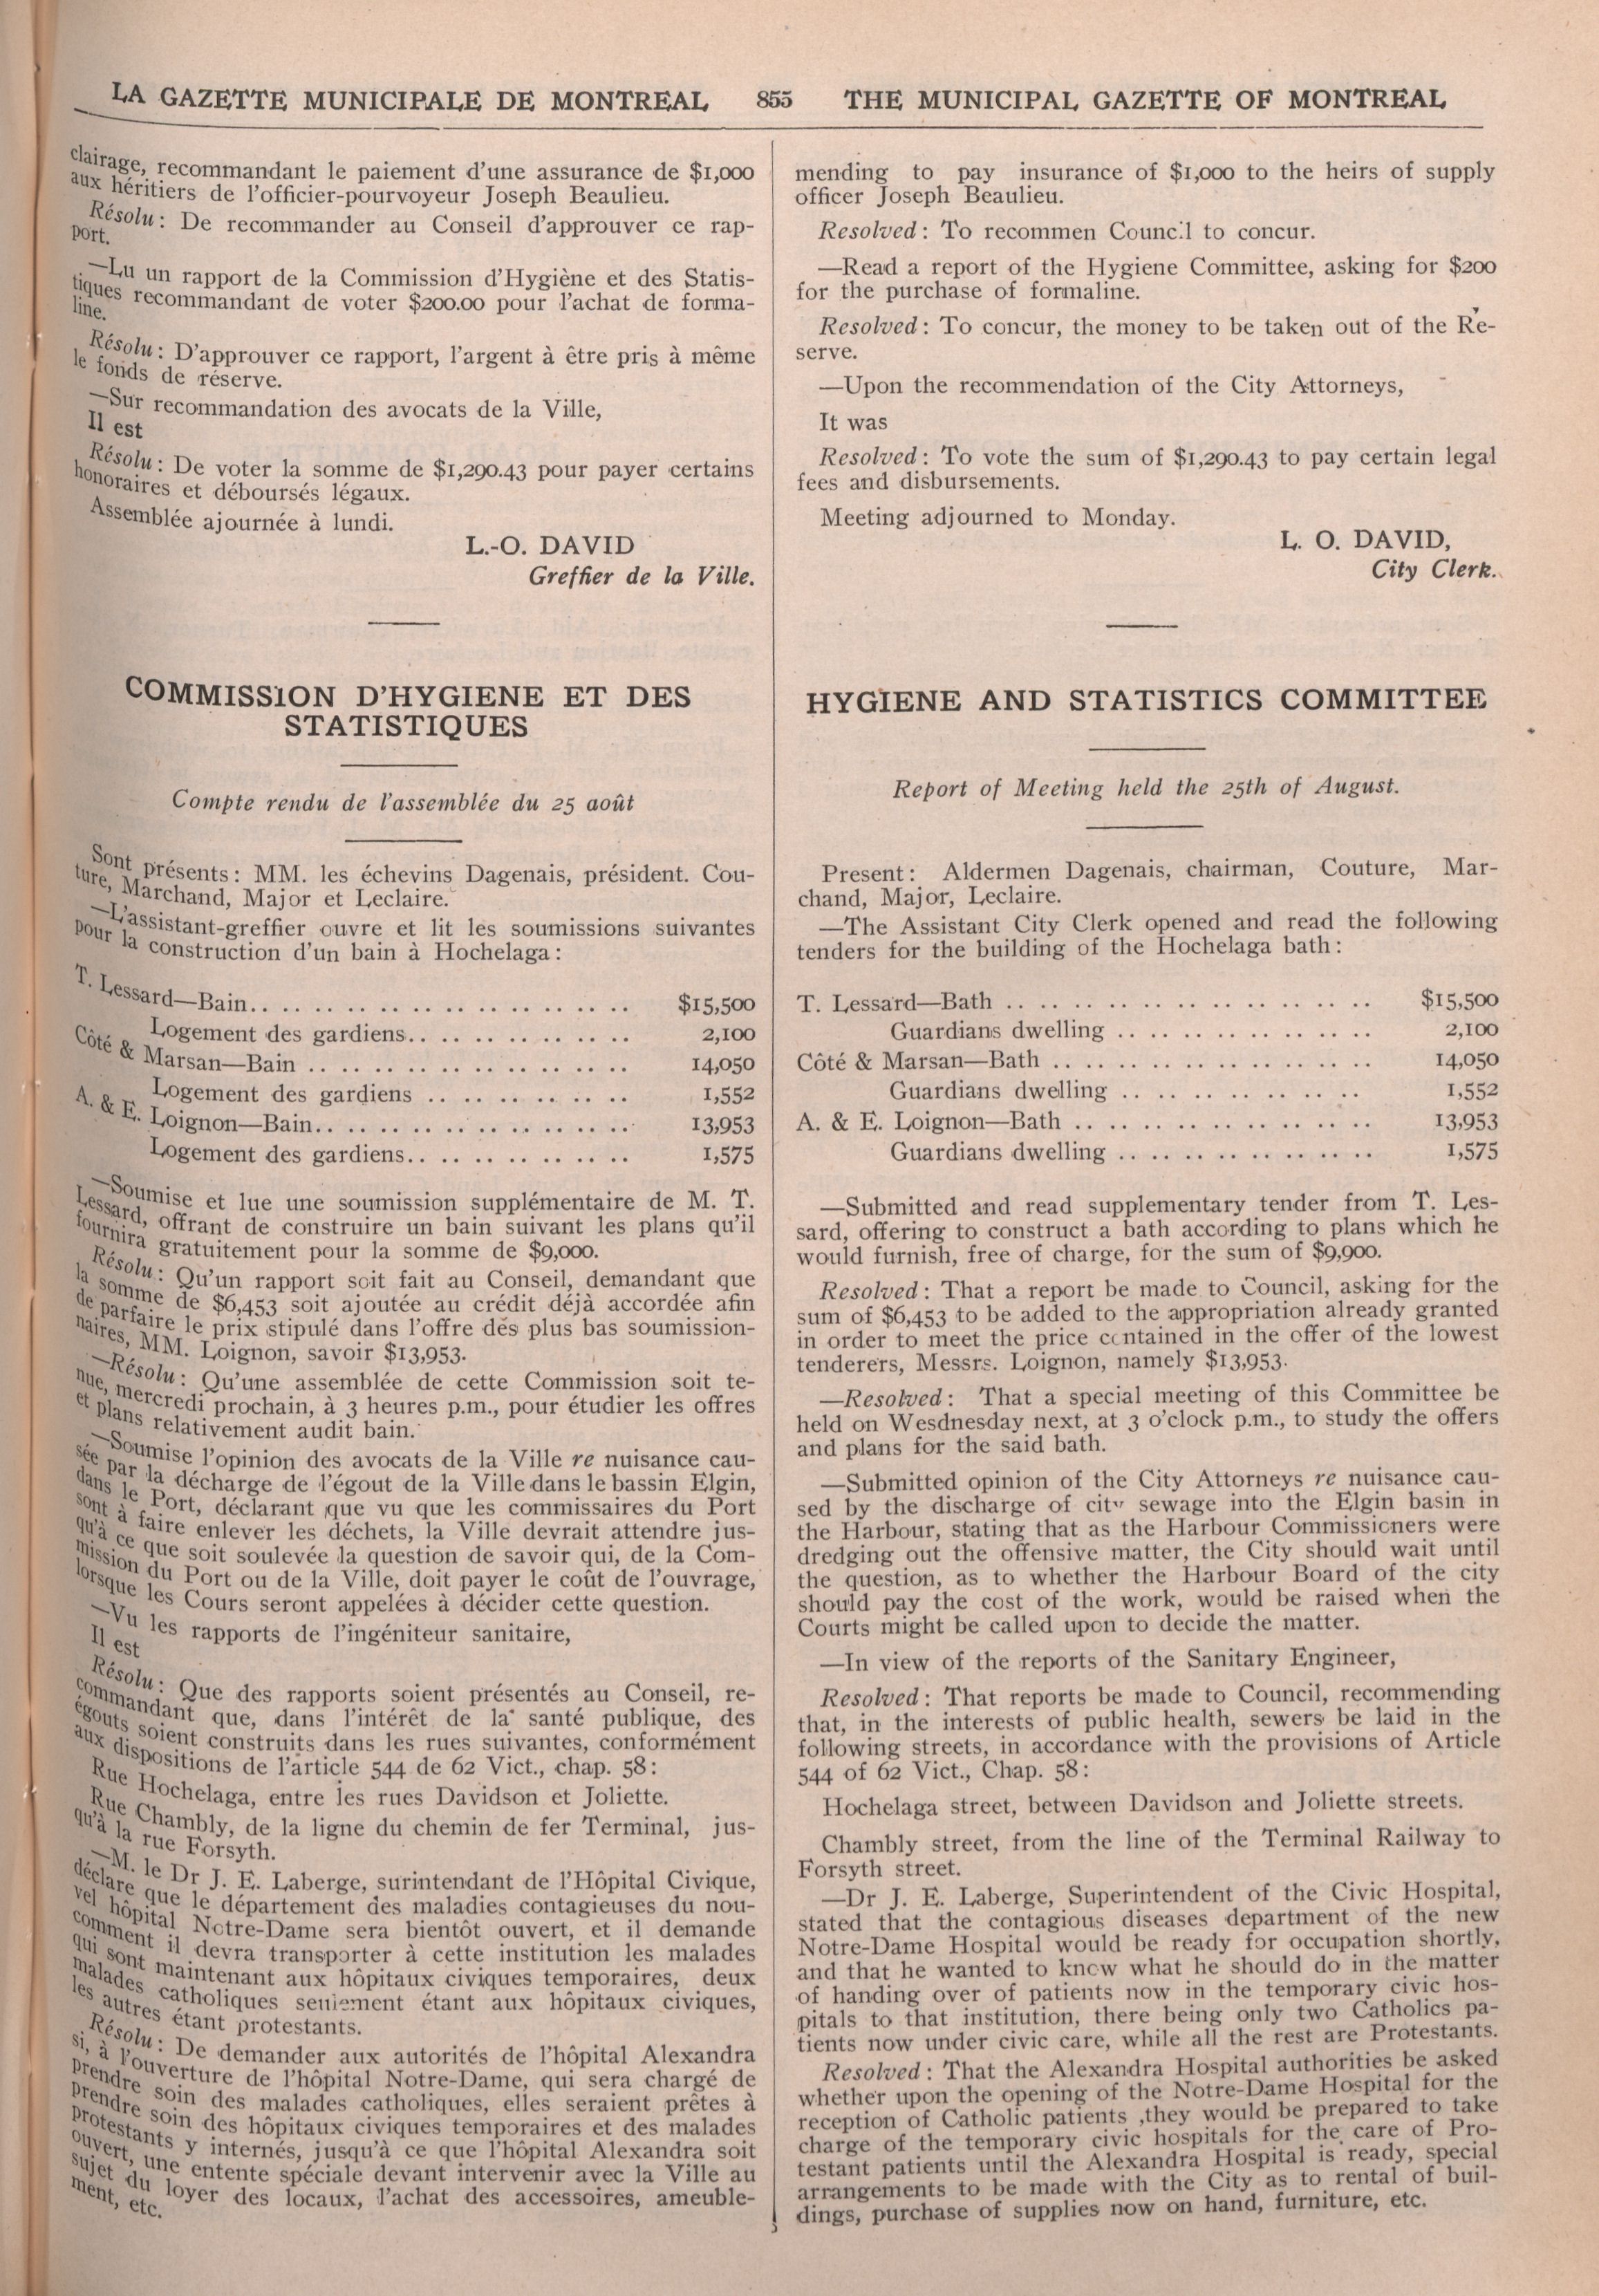 LA GAZETTE MUNICIPALE DE MONTREAL 855 THE MUNICIPAL GAZETTE OF MONTREAL
clairage, recommandant le paiement d'une assurance de $1,000
aux héritiers de l'officier-pourvoyeur Joseph Beaulieu.
Résolu: De recommander au Conseil d'approuver ce rap-
port.
—Lu un rapport de la Commission d'Hygiène et des Statis-
tiques recommandant de voter $200.00 pour l'achat de forma-
line.
Résolu: D'approuver ce rapport, l'argent à être pris à même
le fonds de réserve.
—Sur recommandation des avocats de la Ville,
Il est
Résolu: De voter la somme de $1,290.43 pour payer certains
honoraires et déboursés légaux.
Assemblée ajournée à lundi.
L.-O. DAVID
Greffier de la Ville.
COMMISSION D'HYGIENE ET DES
STATISTIQUES
Compte rendu de l'assemblée du 25 août
Sont présents: MM. les échevins Dagenais, président. Cou-
ture, Marchand, Major et Leclaire.
—L'assistant-greffier ouvre et lit les soumissions suivantes
pour la construction d'un bain à Hochelaga:
T. Lessard—Bain.. .. .. .. .. .. .. .. .. .. .. .. $15,500
Logement des gardiens.. .. .. .. .. .. .. .. 2,100
Côté & Marsan—Bain .. .. .. .. .. .. .. .. .. .. 14,050
Logement des gardiens .. .. .. .. .. .. .. 1,552
A. & E. Loignon—Bain.. .. .. .. .. .. .. .. .. .. 13,953
Logement des gardiens.. .. .. .. .. .. .. .. 1,575
—Soumise et lue une soumission supplémentaire de M. T.
Lessard, offrant de construire un bain suivant les plans qu'il
fournira gratuitement pour la somme de $9,000.
Résolu: Qu'un rapport soit fait au Conseil, demandant que
la somme de $6,453 soit ajoutée au crédit déjà accordée afin
de parfaire le prix stipulé dans l'offre des plus bas soumission-
naires, MM. Loignon, savoir $13,953.
—Résolu: Qu'une assemblée de cette Commission soit te-
nue, mercredi prochain, à 3 heures p.m., pour étudier les offres
et plans relativement audit bain.
—Soumise l'opinion des avocats de la Ville re nuisance cau-
sée par la décharge de l'égout de la Ville dans le bassin Elgin,
dans le Port, déclarant que vu que les commissaires du Port
sont à faire enlever les déchets, la Ville devrait attendre jus-
qu'à ce que soit soulevée la question de savoir qui, de la Com-
mission du Port ou de la Ville, doit payer le coût de l'ouvrage,
lorsque les Cours seront appelées à décider cette question.
—Vu les rapports de l'ingéniteur sanitaire,
Il est
Résolu: Que des rapports soient présentés au Conseil, re-
commandant que, dans l'intérêt de la santé publique, des
égouts soient construits dans les rues suivantes, conformément
aux dispositions de l'article 544 de 62 Vict., chap. 58:
Rue Hochelaga, entre les rues Davidson et Joliette.
Rue Chambly, de la ligne du chemin de fer Terminal, jus-
qu'à la rue Forsyth.
—M. le Dr J. E. Laberge, surintendant de l'Hôpital Civique,
déclare que le département des maladies contagieuses du nou-
vel hôpital Notre-Dame sera bientôt ouvert, et il demande
comment il devra transporter à cette institution les malades
qui sont maintenant aux hôpitaux civiques temporaires, deux
malades catholiques seulement étant aux hôpitaux civiques,
les autres étant protestants.
Résolu: De demander aux autorités de l'hôpital Alexandra
si, à l'ouverture de l'hôpital Notre-Dame, qui sera chargé de
prendre soin des malades catholiques, elles seraient prêtes à
prendre soin des hôpitaux civiques temporaires et des malades
protestants y internés, jusqu'à ce que l'hôpital Alexandra soit
ouvert, une entente spéciale devant intervenir avec la Ville au
sujet du loyer des locaux, l'achat des accessoires, ameuble-
ment, etc.
mending to pay insurance of $1,000 to the heirs of supply
officer Joseph Beaulieu.
Resolved: To recommen Council to concur.
—Read a report of the Hygiene Committee, asking for $200
for the purchase of formaline.
Resolved: To concur, the money to be taken out of the Re-
serve.
—Upon the recommendation of the City Attorneys,
It was
Resolved: To vote the sum of $1,290.43 to pay certain legal
fees and disbursements.
Meeting adjourned to Monday.
L. O. DAVID,
City Clerk.
HYGIENE AND STATISTICS COMMITTEE
Report of Meeting held the 25th of August.
Present: Aldermen Dagenais, chairman, Couture, Mar-
chand, Major, Leclaire.
—The Assistant City Clerk opened and read the following
tenders for the building of the Hochelaga bath:
T. Lessard—Bath .. .. .. .. .. .. .. .. .. .. .. $15,500
Guardians dwelling .. .. .. .. .. .. .. .. 2,100
Côté & Marsan—Bath .. .. .. .. .. .. .. .. .. 14,050
Guardians dwelling .. .. .. .. .. .. .. 1,552
A. & E. Loignon—Bath .. .. .. .. .. .. .. .. .. 13,953
Guardians dwelling .. .. .. .. .. .. .. .. 1,575
—Submitted and read supplementary tender from T. Les-
sard, offering to construct a bath according to plans which he
would furnish, free of charge, for the sum of $9,900.
Resolved: That a report be made to Council, asking for the
sum of $6,453 to be added to the appropriation already granted
in order to meet the price contained in the offer of the lowest
tenderers, Messrs. Loignon, namely $13,953.
—Resolved: That a special meeting of this Committee be
held on Wesdnesday next, at 3 o'clock p.m., to study the offers
and plans for the said bath.
—Submitted opinion of the City Attorneys re nuisance cau-
sed by the discharge of city sewage into the Elgin basin in
the Harbour, stating that as the Harbour Commissioners were
dredging out the offensive matter, the City should wait until
the question, as to whether the Harbour Board of the city
should pay the cost of the work, would be raised when the
Courts might be called upon to decide the matter.
—In view of the reports of the Sanitary Engineer,
Resolved: That reports be made to Council, recommending
that, in the interests of public health, sewers be laid in the
following streets, in accordance with the provisions of Article
544 of 62 Vict., Chap. 58:
Hochelaga street, between Davidson and Joliette streets.
Chambly street, from the line of the Terminal Railway to
Forsyth street.
—Dr J. E. Laberge, Superintendent of the Civic Hospital,
stated that the contagious diseases department of the new
Notre-Dame Hospital would be ready for occupation shortly,
and that he wanted to know what he should do in the matter
of handing over of patients now in the temporary civic hos-
pitals to that institution, there being only two Catholics pa-
tients now under civic care, while all the rest are Protestants.
Resolved: That the Alexandra Hospital authorities be asked
whether upon the opening of the Notre-Dame Hospital for the
reception of Catholic patients ,they would be prepared to take
charge of the temporary civic hospitals for the care of Pro-
testant patients until the Alexandra Hospital is ready, special
arrangements to be made with the City as to rental of buil-
dings, purchase of supplies now on hand, furniture, etc.